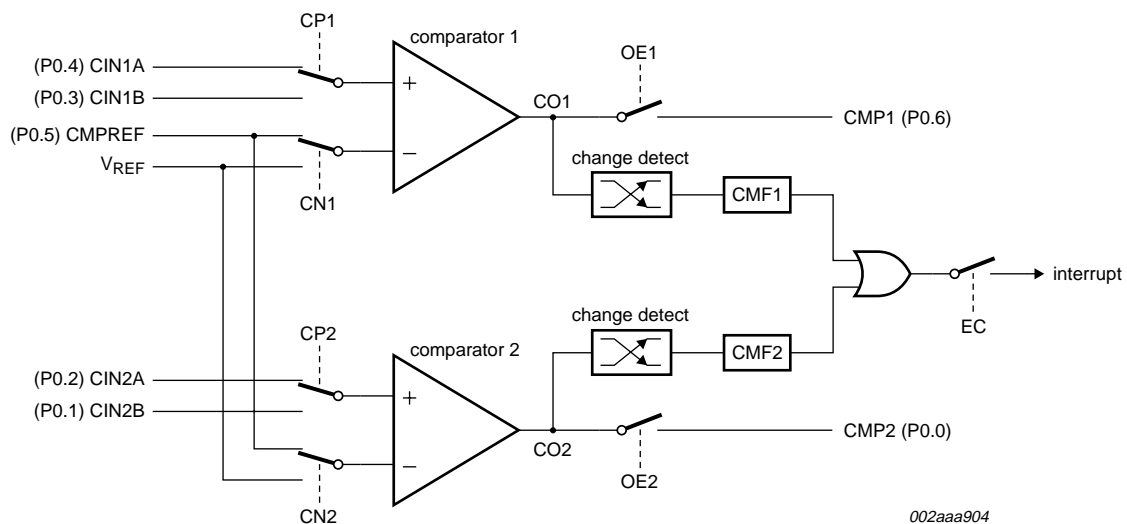 CP1
comparator 1
OE1
(P0.4) CIN1A
(P0.3) CIN1B
+
CO1
CMP1 (P0.6)
(P0.5) CMPREF
VREF
−
change detect
CN1
CMF1
interrupt
EC
CP2
comparator 2
change detect
CMF2
(P0.2) CIN2A
(P0.1) CIN2B
+
CO2
CMP2 (P0.0)
−
OE2
CN2
002aaa904